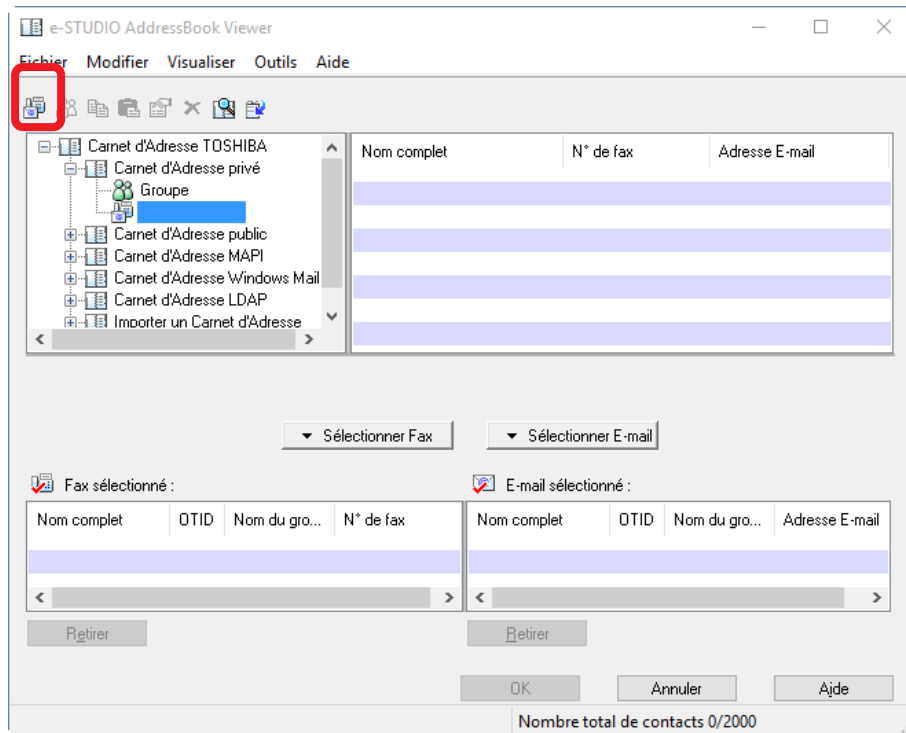 e-STUDIO AddressBook Viewer
Fichier Modifier Visualiser Outils Aide
Carnet d'Adresse TOSHIBA
Carnet d'Adresse privé
Groupe
Carnet d'Adresse public
Carnet d'Adresse MAPI
Carnet d'Adresse Windows Mail
Carnet d'Adresse LDAP
Importer un Carnet d'Adresse
Nom complet N° de fax Adresse E-mail
Sélectionner Fax Sélectionner E-mail
Fax sélectionné : E-mail sélectionné :
Nom complet OTID Nom du gro... N° de fax Nom complet OTID Nom du gro... Adresse E-mail
Retirer Retirer
OK Annuler Aide
Nombre total de contacts 0/2000